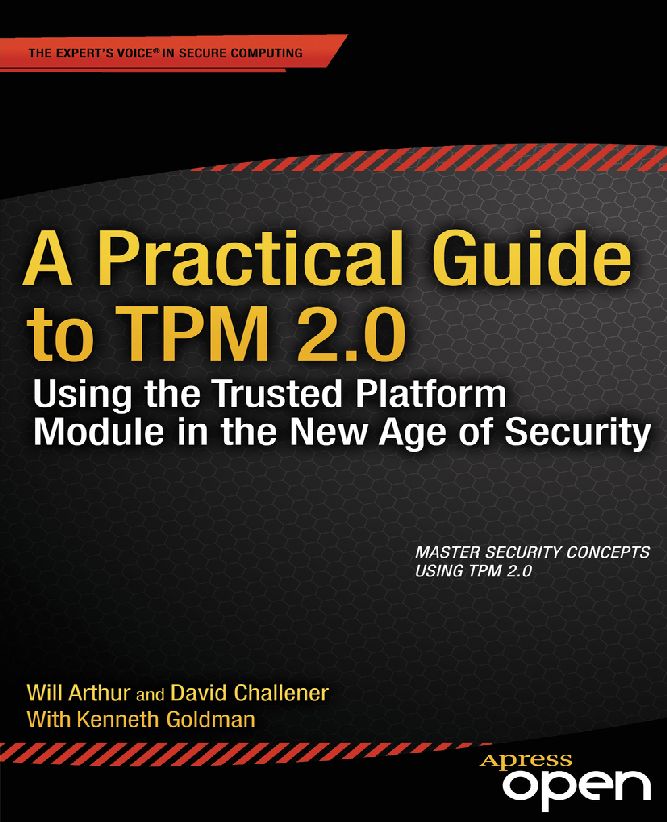 THE EXPERT'S VOICE® IN SECURE COMPUTING
A Practical Guide
to TPM 2.0
Using the Trusted Platform
Module in the New Age of Security
MASTER SECURITY CONCEPTS
USING TPM 2.0
Will Arthur and David Challener
With Kenneth Goldman
Apress
open